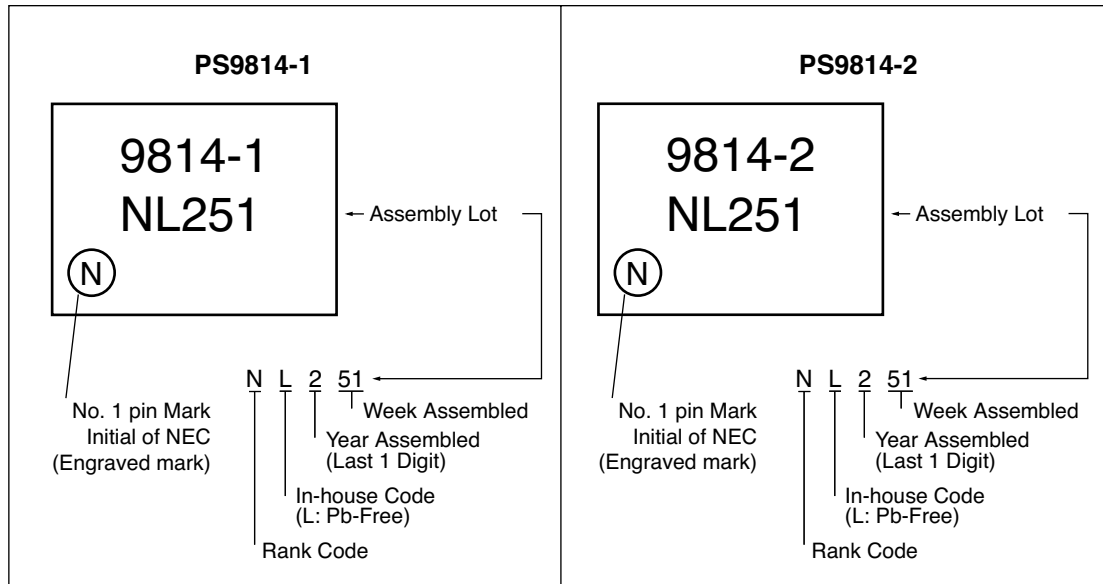 PS9814-1
9814-1
NL251
N
Assembly Lot
N L 2 51
Week Assembled
Year Assembled
(Last 1 Digit)
In-house Code
(L: Pb-Free)
Rank Code
No. 1 pin Mark
Initial of NEC
(Engraved mark)
PS9814-2
9814-2
NL251
N
Assembly Lot
N L 2 51
Week Assembled
Year Assembled
(Last 1 Digit)
In-house Code
(L: Pb-Free)
Rank Code
No. 1 pin Mark
Initial of NEC
(Engraved mark)